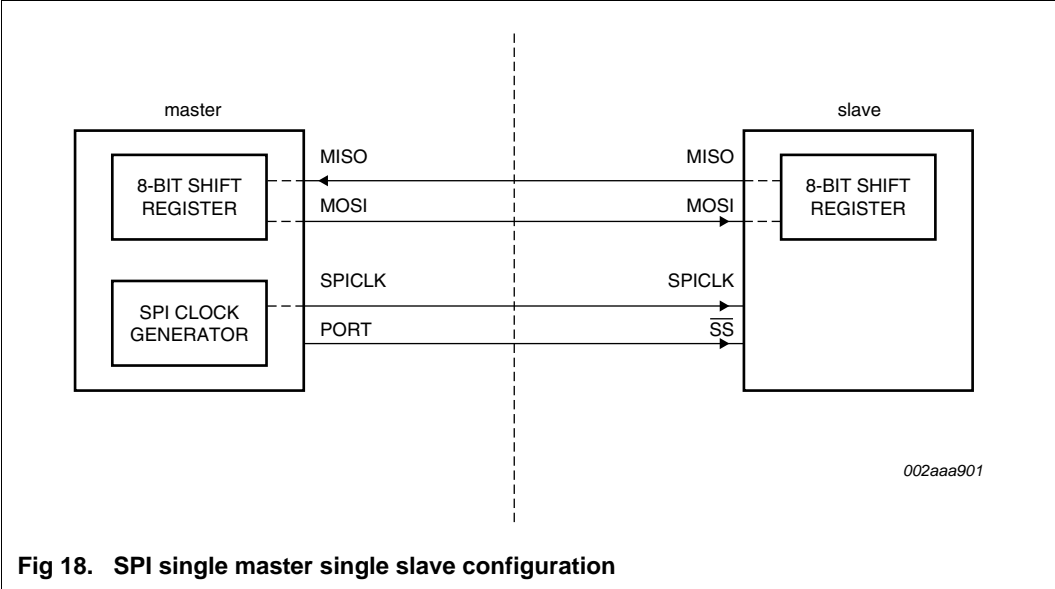 master
slave
8-BIT SHIFT
REGISTER
MISO
MISO
MOSI
MOSI
8-BIT SHIFT
REGISTER
SPI CLOCK
GENERATOR
SPICLK
SPICLK
PORT
S̅S̅
002aaa901
Fig 18. SPI single master single slave configuration